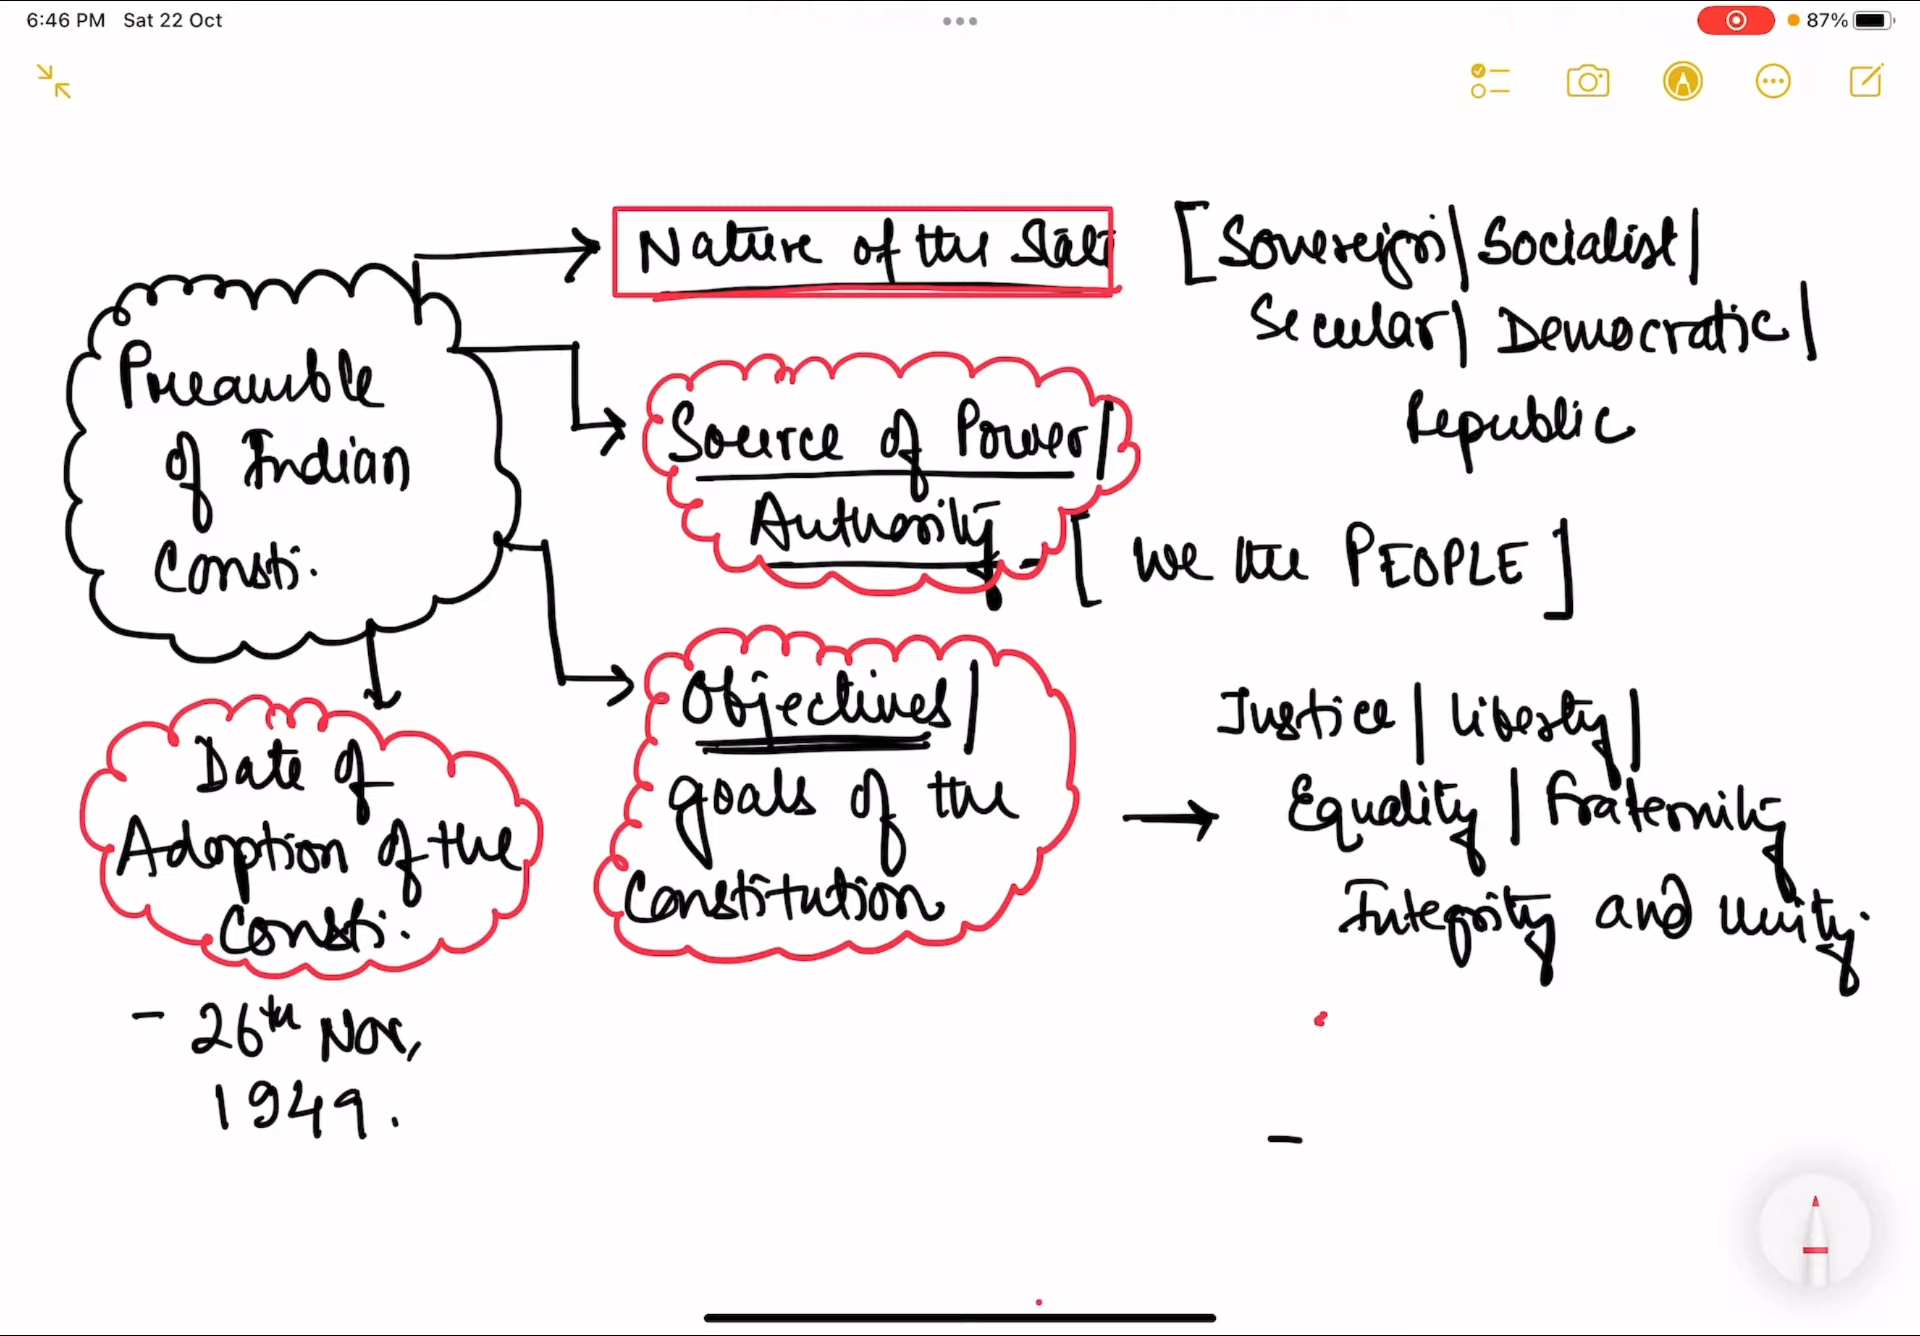 6:46 PM Sat 22 Oct
87%
Nature of the State
[Sovereign| Socialist|
Secular| Democratic|
Republic
Preamble
of Indian
Consti.
Source of Power|
Authority - [ We the PEOPLE ]
Objectives|
goals of the
Constitution
Justice | liberty|
Equality | fraternity
Integrity and Unity.
Date of
Adoption of the
Consti.
- 26th Nov,
1949.